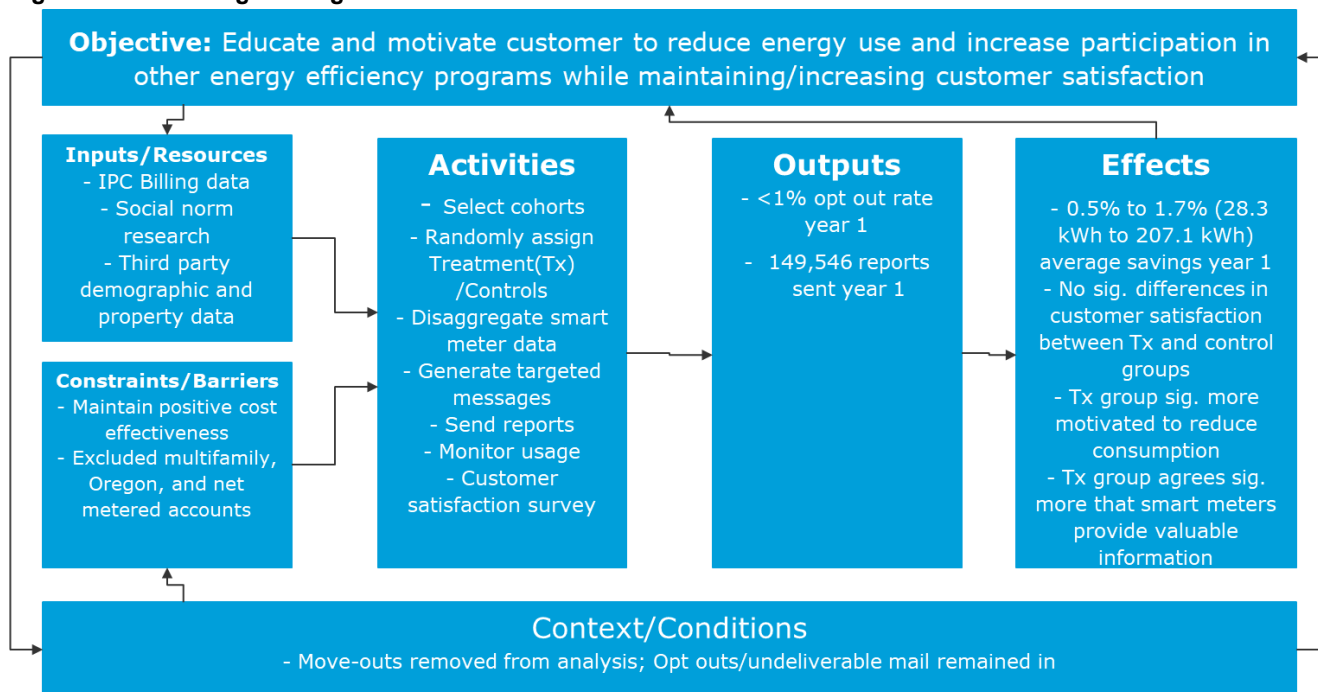 Objective: Educate and motivate customer to reduce energy use and increase participation in
other energy efficiency programs while maintaining/increasing customer satisfaction
Inputs/Resources
- IPC Billing data
- Social norm
research
- Third party
demographic and
property data
Constraints/Barriers
- Maintain positive cost
effectiveness
- Excluded multifamily,
Oregon, and net
metered accounts
Activities
- Select cohorts
- Randomly assign
Treatment(Tx)
/Controls
- Disaggregate smart
meter data
- Generate targeted
messages
- Send reports
- Monitor usage
- Customer
satisfaction survey
Outputs
- <1% opt out rate
year 1
- 149,546 reports
sent year 1
Effects
- 0.5% to 1.7% (28.3
kWh to 207.1 kWh)
average savings year 1
- No sig. differences in
customer satisfaction
between Tx and control
groups
- Tx group sig. more
motivated to reduce
consumption
- Tx group agrees sig.
more that smart meters
provide valuable
information
Context/Conditions
- Move-outs removed from analysis; Opt outs/undeliverable mail remained in